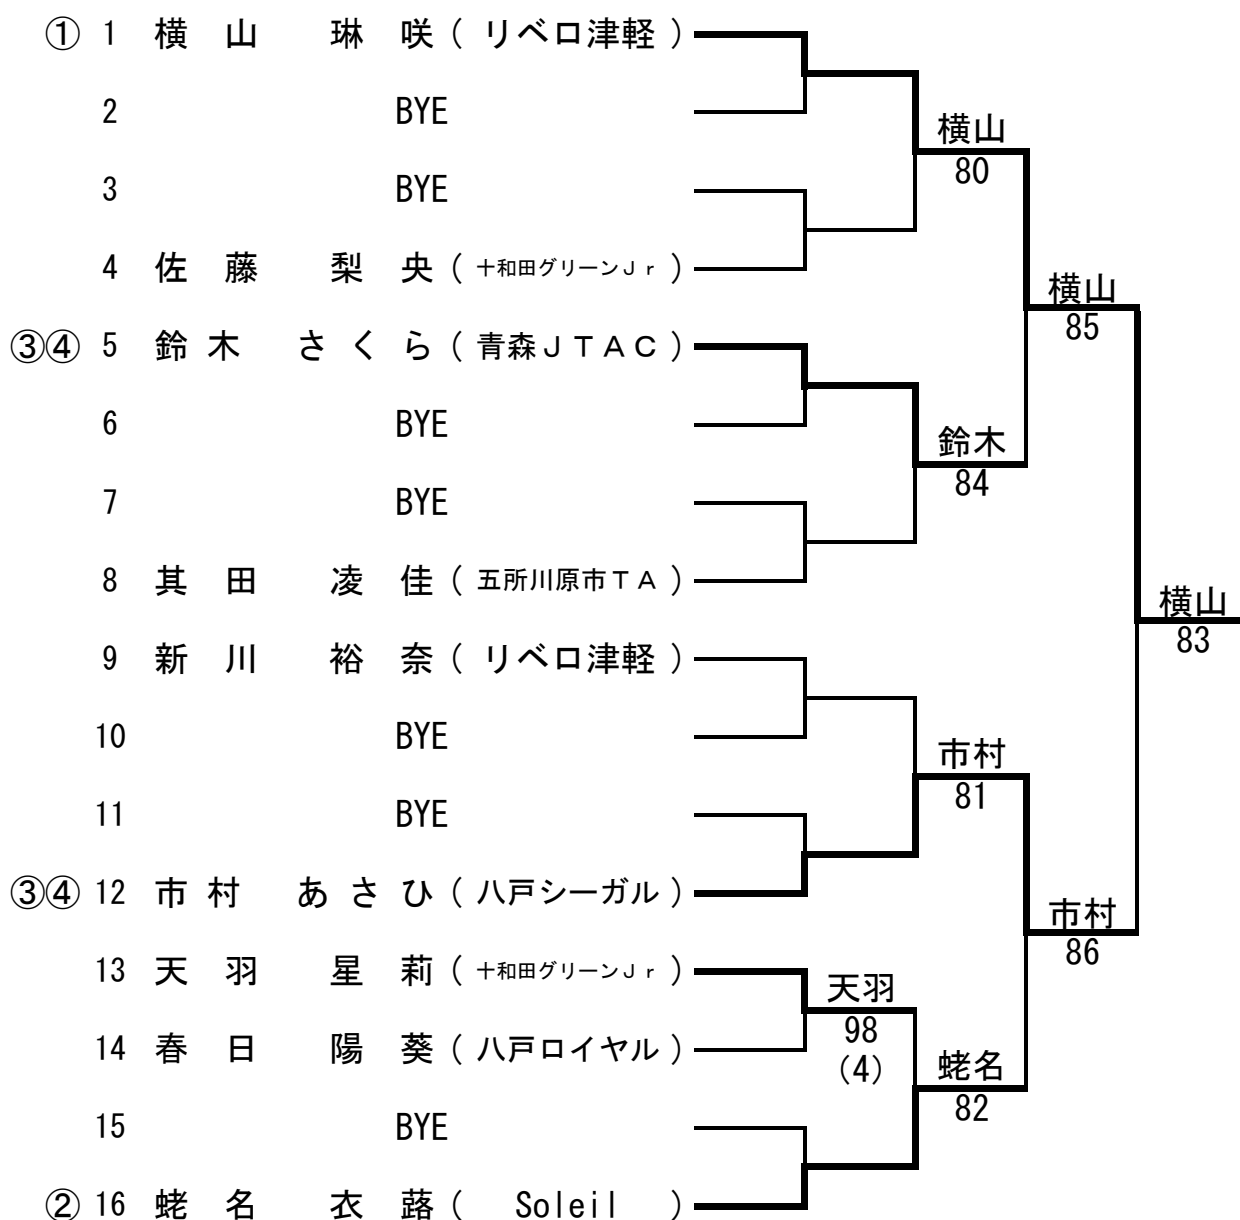 ① 1 横山 琳咲 ( リベロ津軽 )
2 BYE
横山
80
3 BYE
4 佐藤 梨央 ( 十和田グリーンJr )
横山
85
③④ 5 鈴木 さくら ( 青森JTAC )
6 BYE
鈴木
84
7 BYE
8 其田 凌佳 ( 五所川原市TA )
横山
83
9 新川 裕奈 ( リベロ津軽 )
10 BYE
市村
81
11 BYE
③④ 12 市村 あさひ ( 八戸シーガル )
市村
86
13 天羽 星莉 ( 十和田グリーンJr )
天羽
98
(4)
14 春日 陽葵 ( 八戸ロイヤル )
蛯名
82
15 BYE
② 16 蛯名 衣蕗 ( Soleil )